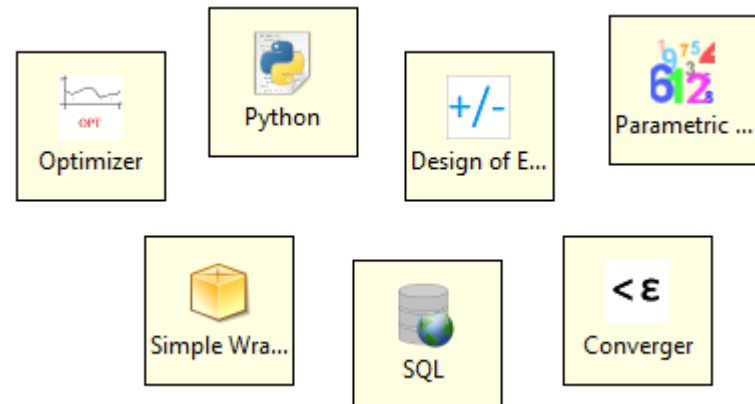 OPT
Optimizer
Python
+/-
Design of E...
Parametric ...
Simple Wra...
SQL
<ε
Converger